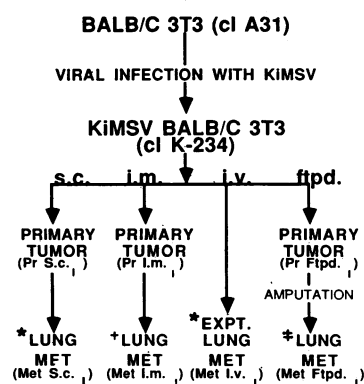 BALB/C 3T3 (cl A31)
VIRAL INFECTION WITH KiMSV
KiMSV BALB/C 3T3
(cl K-234)
s.c. i.m. i.v. ftpd.
PRIMARY TUMOR (Pr S.c. I)
PRIMARY TUMOR (Pr I.m. I)
PRIMARY TUMOR (Pr Ftpd. I)
AMPUTATION
*LUNG MET (Met S.c. I)
+LUNG MET (Met I.m. I)
*EXPT. LUNG MET (Met I.v. I)
‡LUNG MET (Met Ftpd. I)